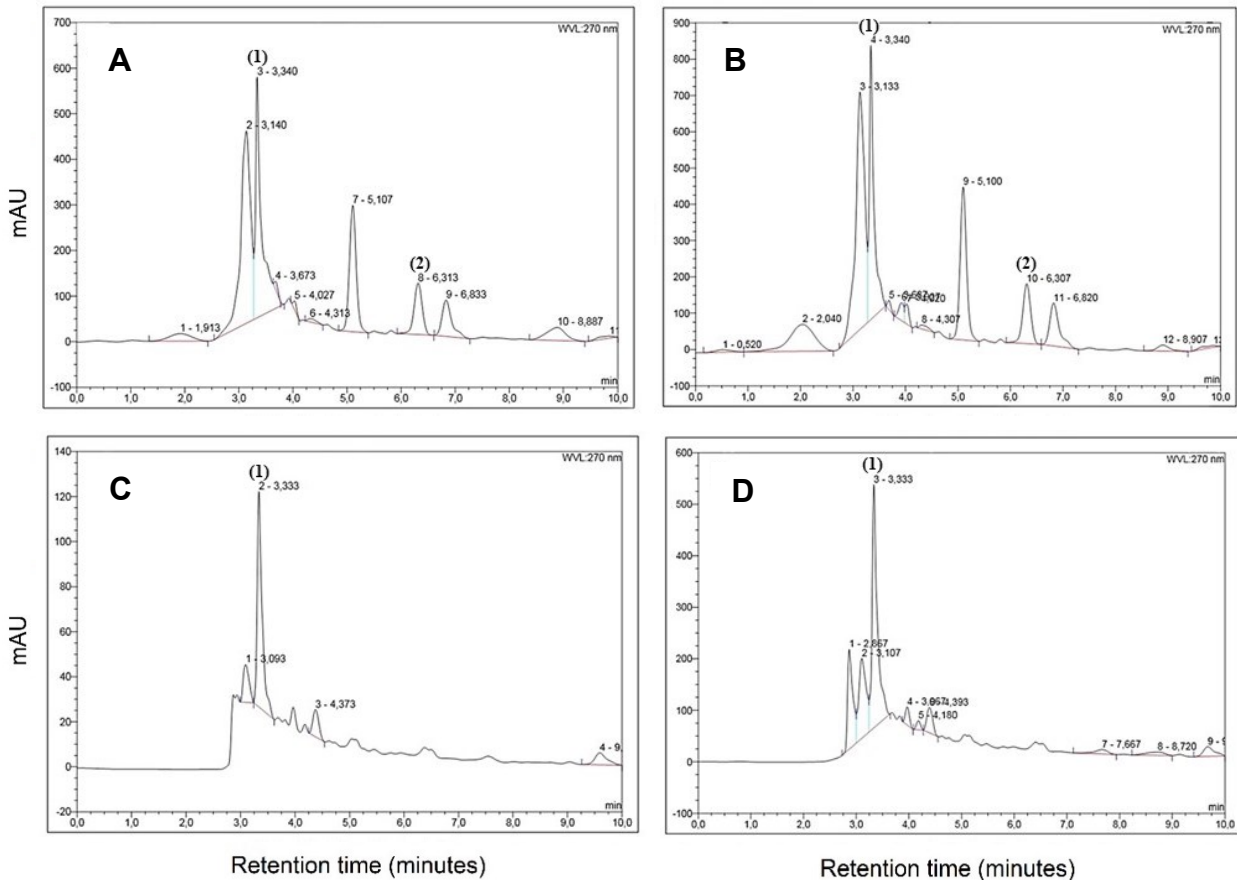 A
WVL:270 nm
(1)
3 - 3,340
2 - 3,140
7 - 5,107
4 - 3,673
5 - 4,027
6 - 4,313
(2)
8 - 6,313
9 - 6,833
1 - 1,913
10 - 8,887
11
700
600
500
400
300
200
100
0
-100
min
0,0 1,0 2,0 3,0 4,0 5,0 6,0 7,0 8,0 9,0 10,0
mAU
B
WVL:270 nm
(1)
4 - 3,340
3 - 3,133
9 - 5,100
(2)
10 - 6,307
11 - 6,820
2 - 2,040
8 - 4,307
1 - 0,520
12 - 8,907
900
800
700
600
500
400
300
200
100
0
-100
min
0,0 1,0 2,0 3,0 4,0 5,0 6,0 7,0 8,0 9,0 10,0
C
WVL:270 nm
(1)
2 - 3,333
1 - 3,093
3 - 4,373
4 - 9,
140
120
100
80
60
40
20
0
-20
min
0,0 1,0 2,0 3,0 4,0 5,0 6,0 7,0 8,0 9,0 10,0
mAU
Retention time (minutes)
D
WVL:270 nm
(1)
3 - 3,333
1 - 2,867
2 - 3,107
5 - 4,180
7 - 7,667
8 - 8,720
600
500
400
300
200
100
0
-100
min
0,0 1,0 2,0 3,0 4,0 5,0 6,0 7,0 8,0 9,0 10,0
Retention time (minutes)